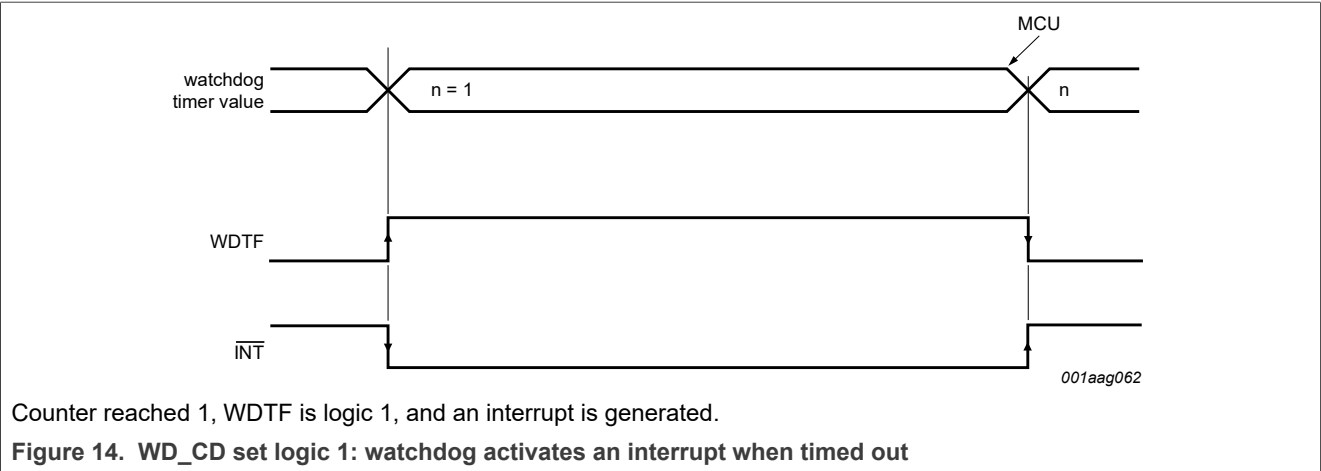 MCU
watchdog
timer value
n = 1
n
WDTF
I̅N̅T̅
001aag062
Counter reached 1, WDTF is logic 1, and an interrupt is generated.
Figure 14. WD_CD set logic 1: watchdog activates an interrupt when timed out